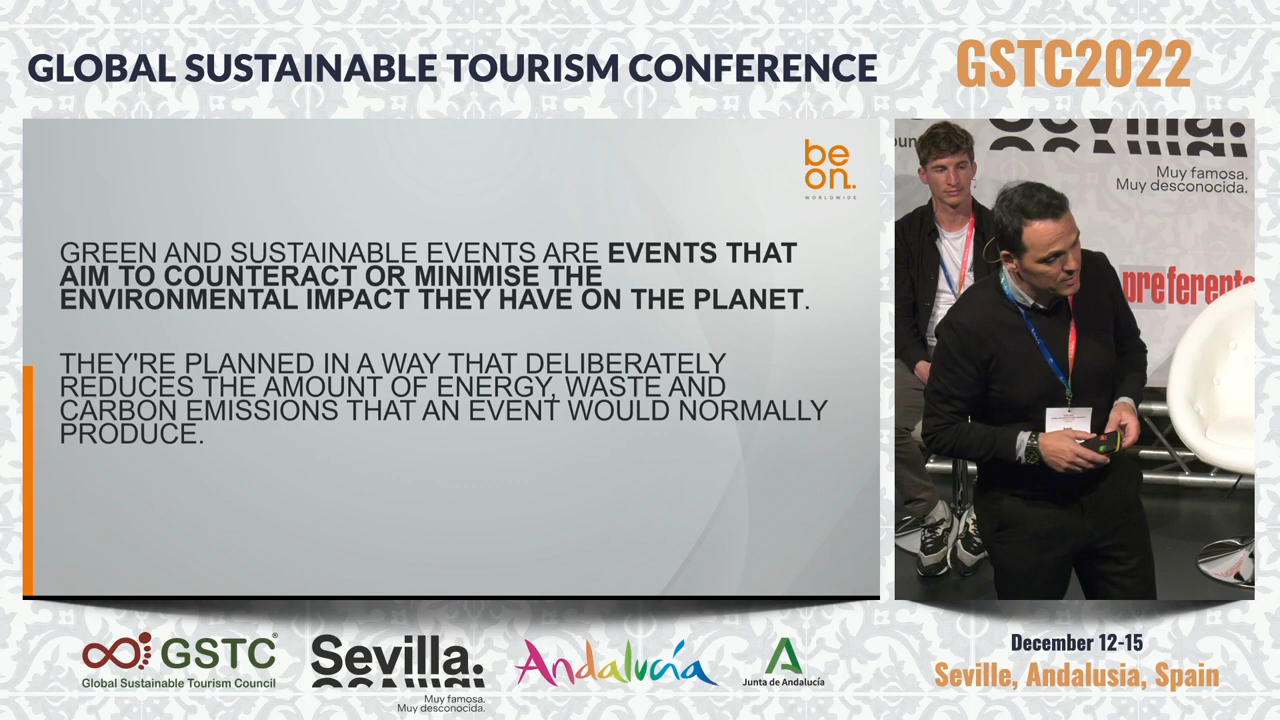 GLOBAL SUSTAINABLE TOURISM CONFERENCE
GSTC2022
be
on.
WORLDWIDE
GREEN AND SUSTAINABLE EVENTS ARE EVENTS THAT
AIM TO COUNTERACT OR MINIMISE THE
ENVIRONMENTAL IMPACT THEY HAVE ON THE PLANET.
THEY'RE PLANNED IN A WAY THAT DELIBERATELY
REDUCES THE AMOUNT OF ENERGY, WASTE AND
CARBON EMISSIONS THAT AN EVENT WOULD NORMALLY
PRODUCE.
Sevilla.
Muy famosa.
Muy desconocida.
preferente
GSTC®
Global Sustainable Tourism Council
Sevilla.
Muy famosa.
Muy desconocida.
Andalucía
Junta de Andalucía
December 12-15
Seville, Andalusia, Spain